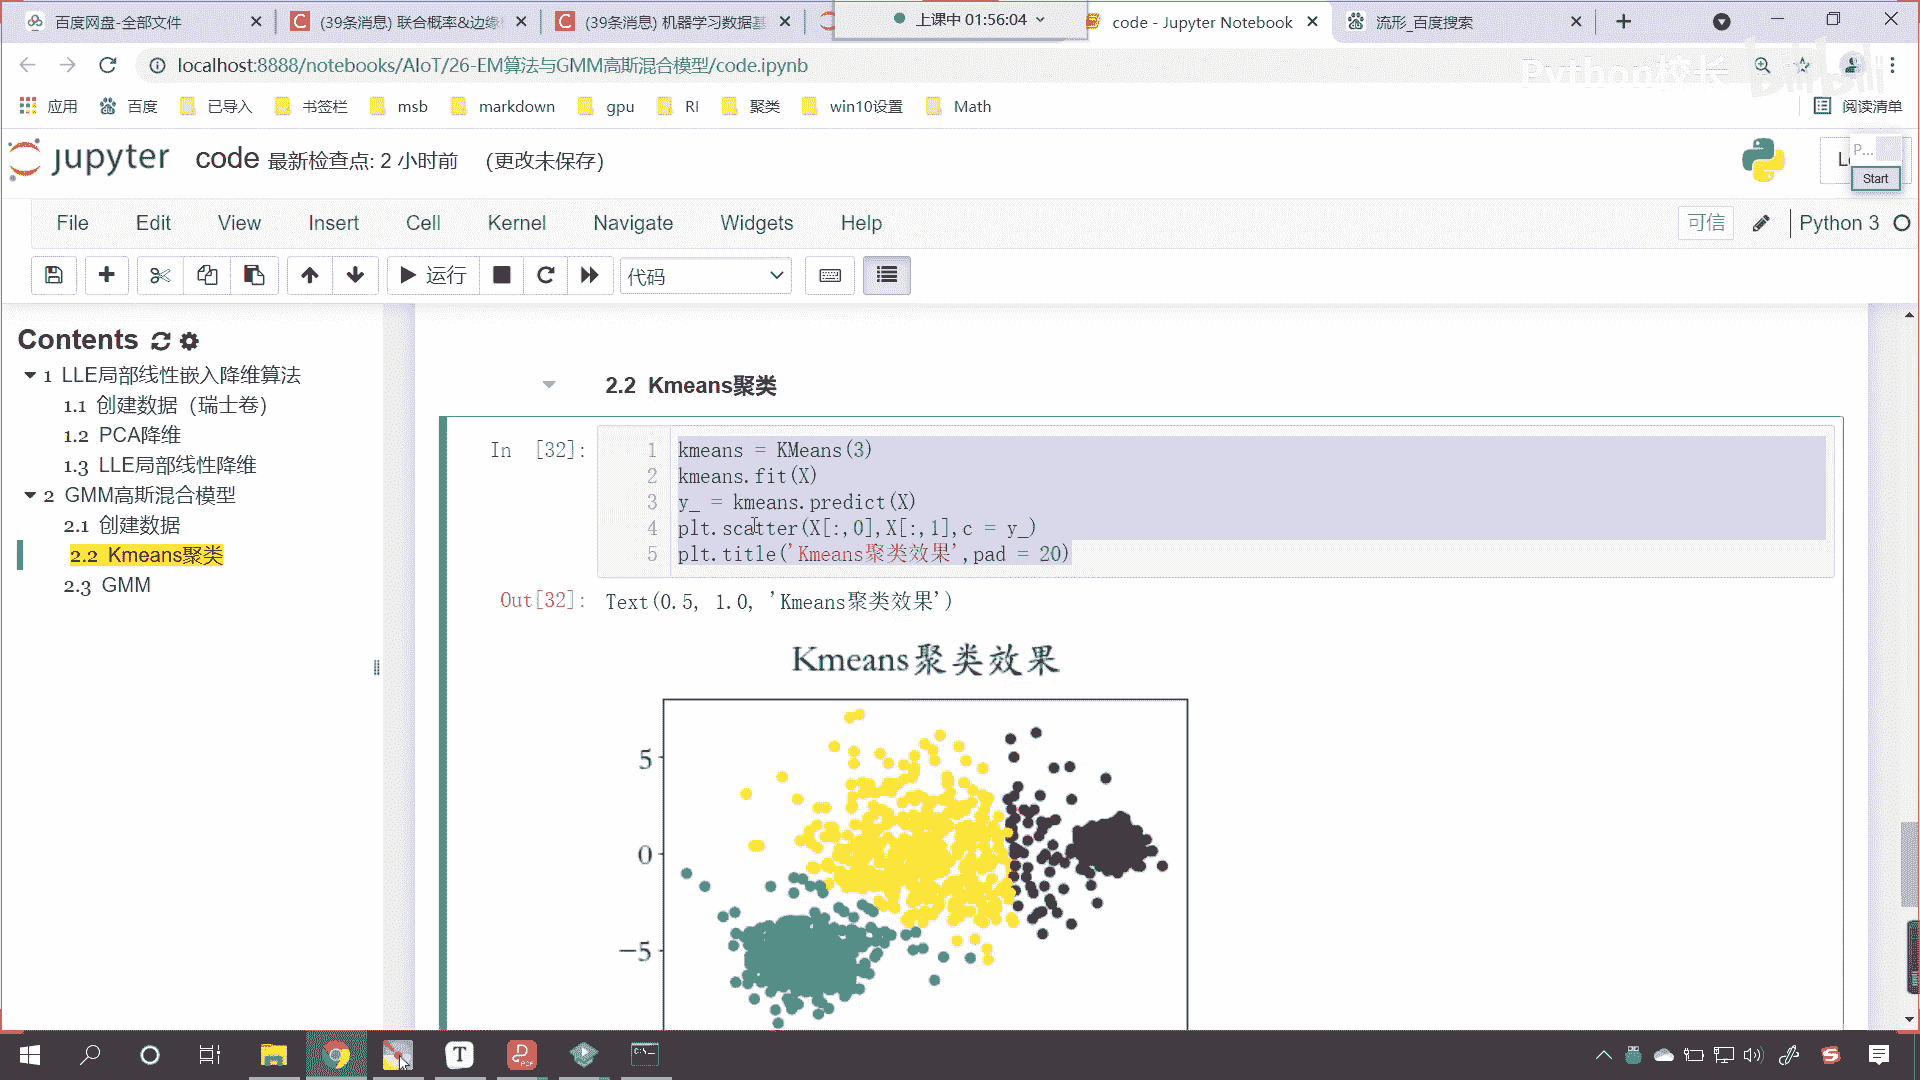 百度网盘-全部文件
(39条消息) 联合概率&边缘
(39条消息) 机器学习数据基
上课中 01:56:04
code - Jupyter Notebook
流形_百度搜索
localhost:8888/notebooks/AIoT/26-EM算法与GMM高斯混合模型/code.ipynb
Python校长
bilibili
应用
百度
已导入
书签栏
msb
markdown
gpu
RI
聚类
win10设置
Math
阅读清单
jupyter
code 最新检查点: 2 小时前 (更改未保存)
P...
Start
File
Edit
View
Insert
Cell
Kernel
Navigate
Widgets
Help
可信
Python 3
运行
代码
Contents
1 LLE局部线性嵌入降维算法
1.1 创建数据（瑞士卷）
1.2 PCA降维
1.3 LLE局部线性降维
2 GMM高斯混合模型
2.1 创建数据
2.2 Kmeans聚类
2.3 GMM
2.2 Kmeans聚类
In [32]:
1 kmeans = KMeans(3)
2 kmeans.fit(X)
3 y_ = kmeans.predict(X)
4 plt.scatter(X[:,0],X[:,1],c = y_)
5 plt.title('Kmeans聚类效果',pad = 20)
Out[32]: Text(0.5, 1.0, 'Kmeans聚类效果')
Kmeans聚类效果
5
0
−5